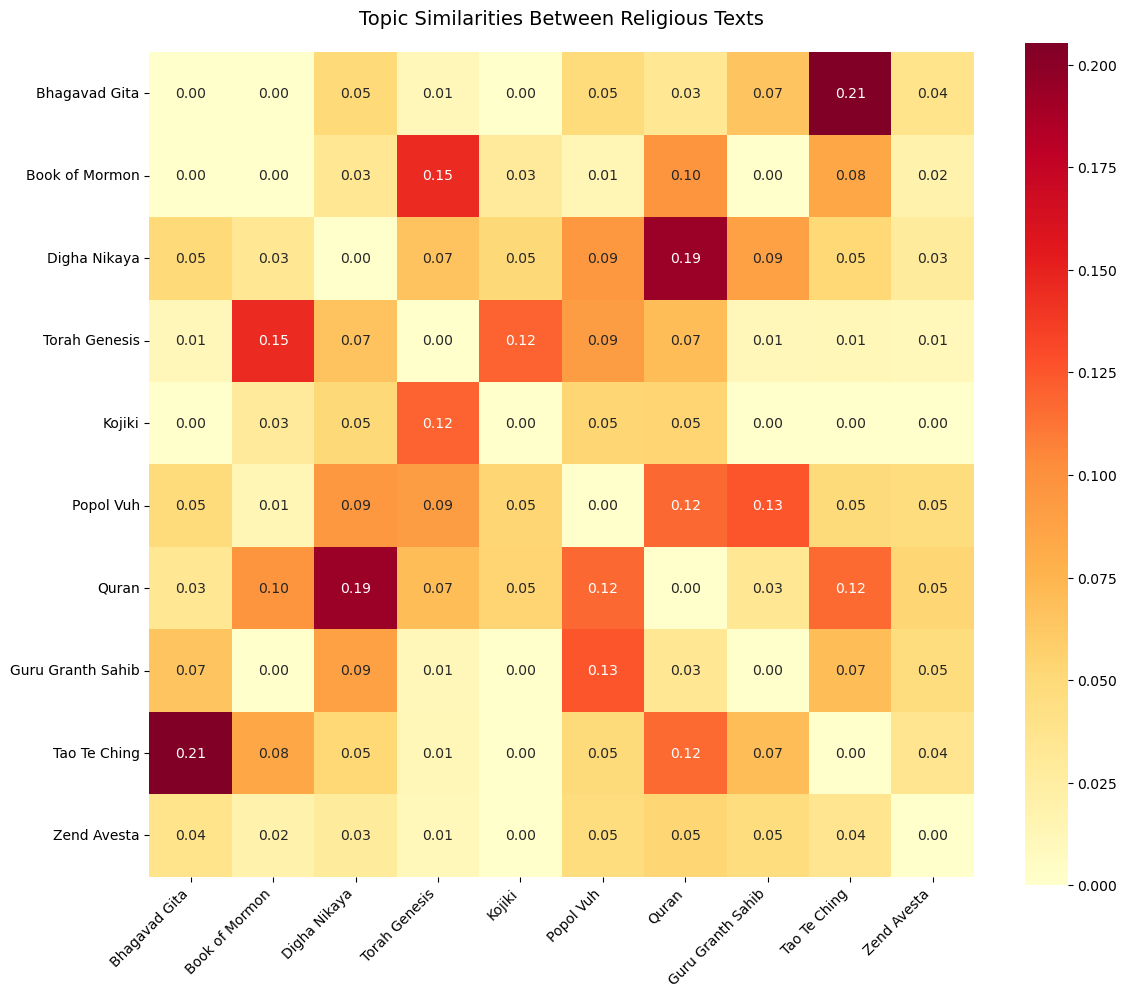 Topic Similarities Between Religious Texts
Bhagavad Gita 0.00 0.00 0.05 0.01 0.00 0.05 0.03 0.07 0.21 0.04
Book of Mormon 0.00 0.00 0.03 0.15 0.03 0.01 0.10 0.00 0.08 0.02
Digha Nikaya 0.05 0.03 0.00 0.07 0.05 0.09 0.19 0.09 0.05 0.03
Torah Genesis 0.01 0.15 0.07 0.00 0.12 0.09 0.07 0.01 0.01 0.01
Kojiki 0.00 0.03 0.05 0.12 0.00 0.05 0.05 0.00 0.00 0.00
Popol Vuh 0.05 0.01 0.09 0.09 0.05 0.00 0.12 0.13 0.05 0.05
Quran 0.03 0.10 0.19 0.07 0.05 0.12 0.00 0.03 0.12 0.05
Guru Granth Sahib 0.07 0.00 0.09 0.01 0.00 0.13 0.03 0.00 0.07 0.05
Tao Te Ching 0.21 0.08 0.05 0.01 0.00 0.05 0.12 0.07 0.00 0.04
Zend Avesta 0.04 0.02 0.03 0.01 0.00 0.05 0.05 0.05 0.04 0.00
Bhagavad Gita
Book of Mormon
Digha Nikaya
Torah Genesis
Kojiki
Popol Vuh
Quran
Guru Granth Sahib
Tao Te Ching
Zend Avesta
0.200
0.175
0.150
0.125
0.100
0.075
0.050
0.025
0.000